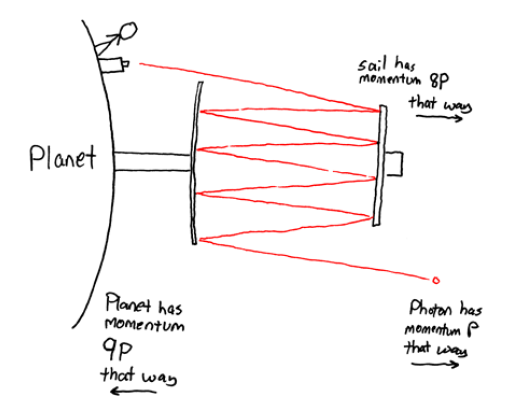 sail has
momentum 8P
that way
Planet
Planet has
momentum
9P
that way
Photon has
momentum P
that way